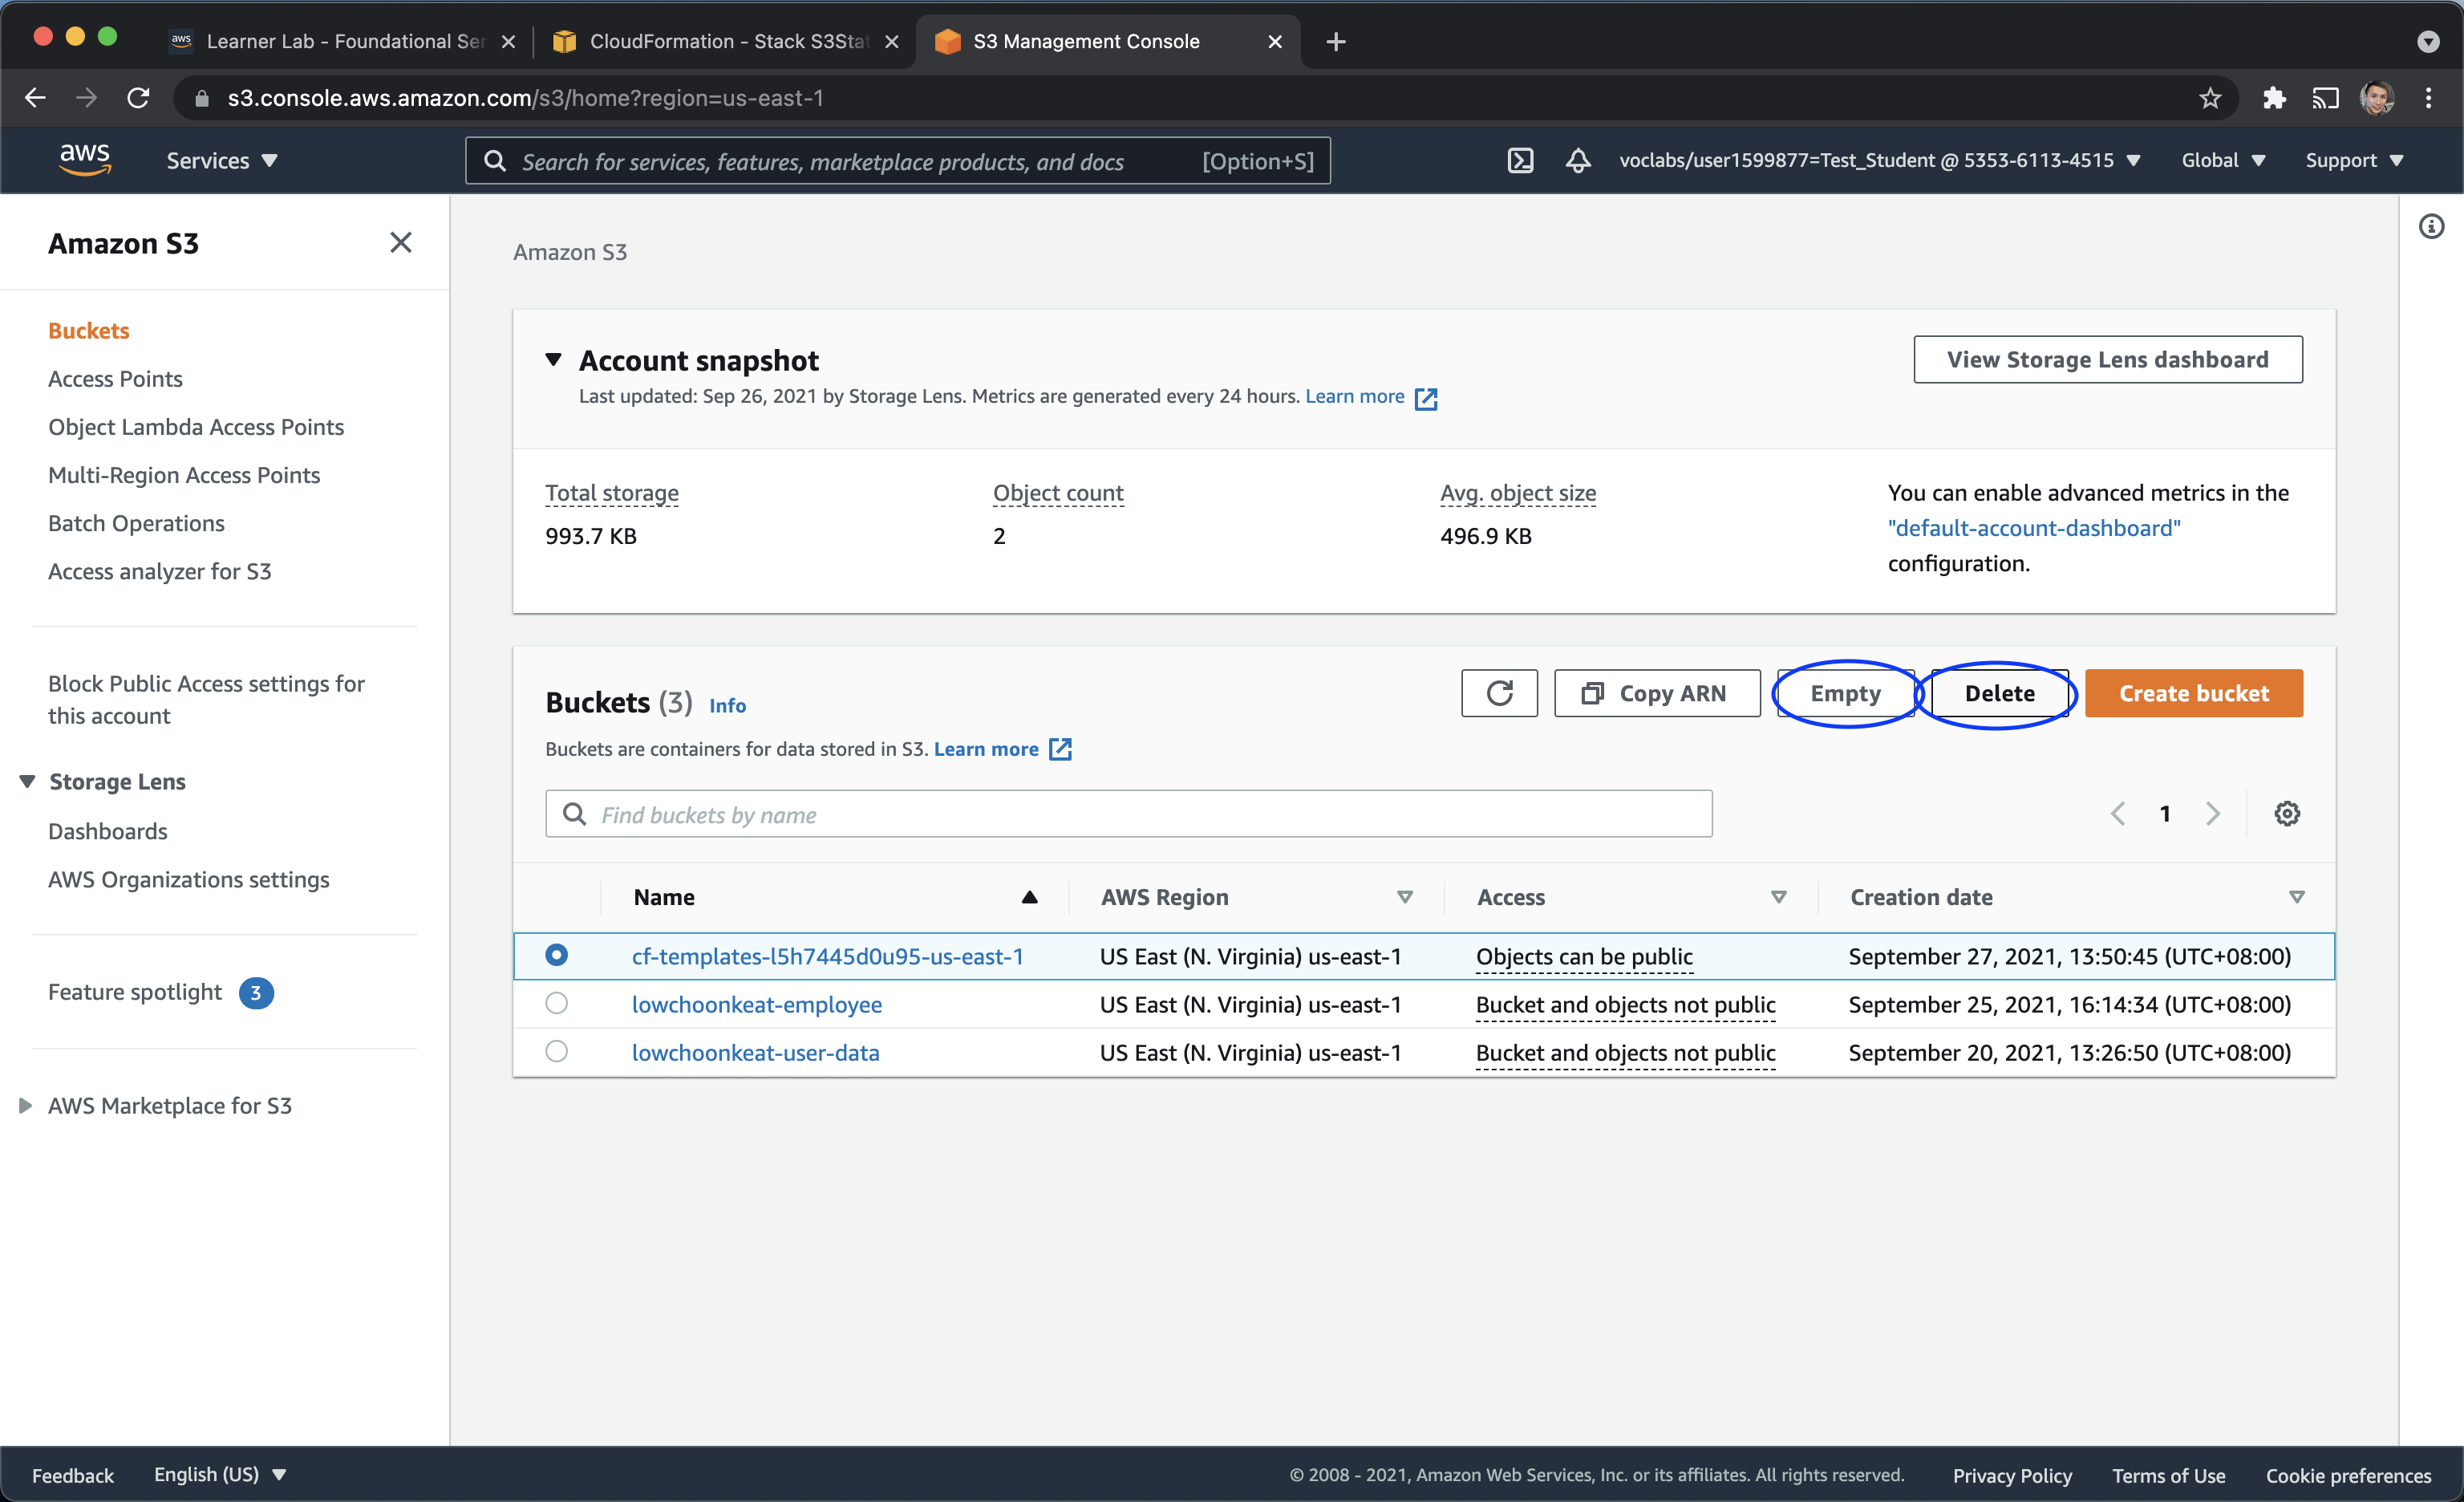 aws Learner Lab - Foundational Ser
CloudFormation - Stack S3Stat
S3 Management Console
s3.console.aws.amazon.com/s3/home?region=us-east-1
aws
Services
Search for services, features, marketplace products, and docs [Option+S]
voclabs/user1599877=Test_Student @ 5353-6113-4515
Global
Support
Amazon S3
Buckets
Access Points
Object Lambda Access Points
Multi-Region Access Points
Batch Operations
Access analyzer for S3
Block Public Access settings for
this account
Storage Lens
Dashboards
AWS Organizations settings
Feature spotlight 3
AWS Marketplace for S3
Amazon S3
Account snapshot
Last updated: Sep 26, 2021 by Storage Lens. Metrics are generated every 24 hours. Learn more
View Storage Lens dashboard
Total storage
993.7 KB
Object count
2
Avg. object size
496.9 KB
You can enable advanced metrics in the
"default-account-dashboard"
configuration.
Buckets (3) Info
Copy ARN
Empty
Delete
Create bucket
Buckets are containers for data stored in S3. Learn more
Find buckets by name
1
Name AWS Region Access Creation date
cf-templates-l5h7445d0u95-us-east-1 US East (N. Virginia) us-east-1 Objects can be public September 27, 2021, 13:50:45 (UTC+08:00)
lowchoonkeat-employee US East (N. Virginia) us-east-1 Bucket and objects not public September 25, 2021, 16:14:34 (UTC+08:00)
lowchoonkeat-user-data US East (N. Virginia) us-east-1 Bucket and objects not public September 20, 2021, 13:26:50 (UTC+08:00)
Feedback
English (US)
© 2008 - 2021, Amazon Web Services, Inc. or its affiliates. All rights reserved.
Privacy Policy
Terms of Use
Cookie preferences